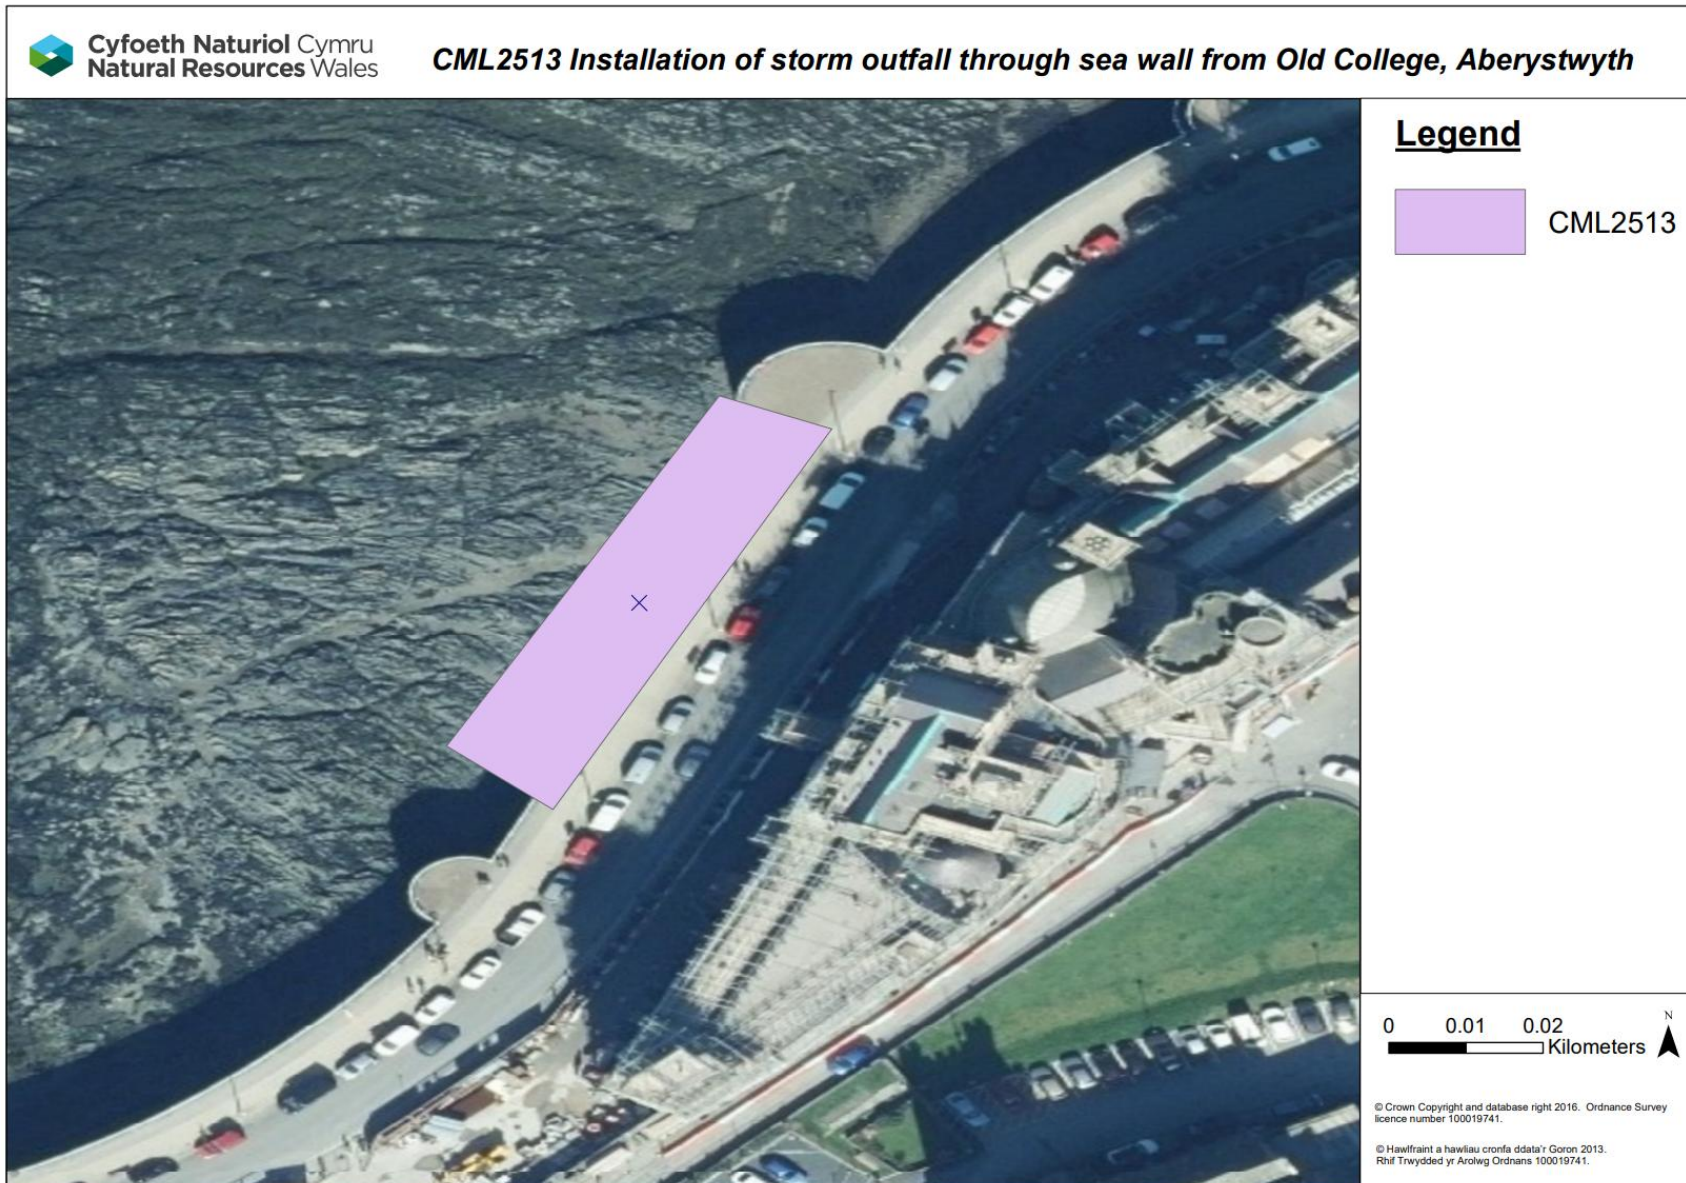 Cyfoeth Naturiol Cymru
Natural Resources Wales
CML2513 Installation of storm outfall through sea wall from Old College, Aberystwyth
Legend
CML2513
0 0.01 0.02
Kilometers
N
© Crown Copyright and database right 2016. Ordnance Survey
licence number 100019741.
© Hawlfraint a hawliau cronfa ddata'r Goron 2013.
Rhif Trwydded yr Arolwg Ordnans 100019741.